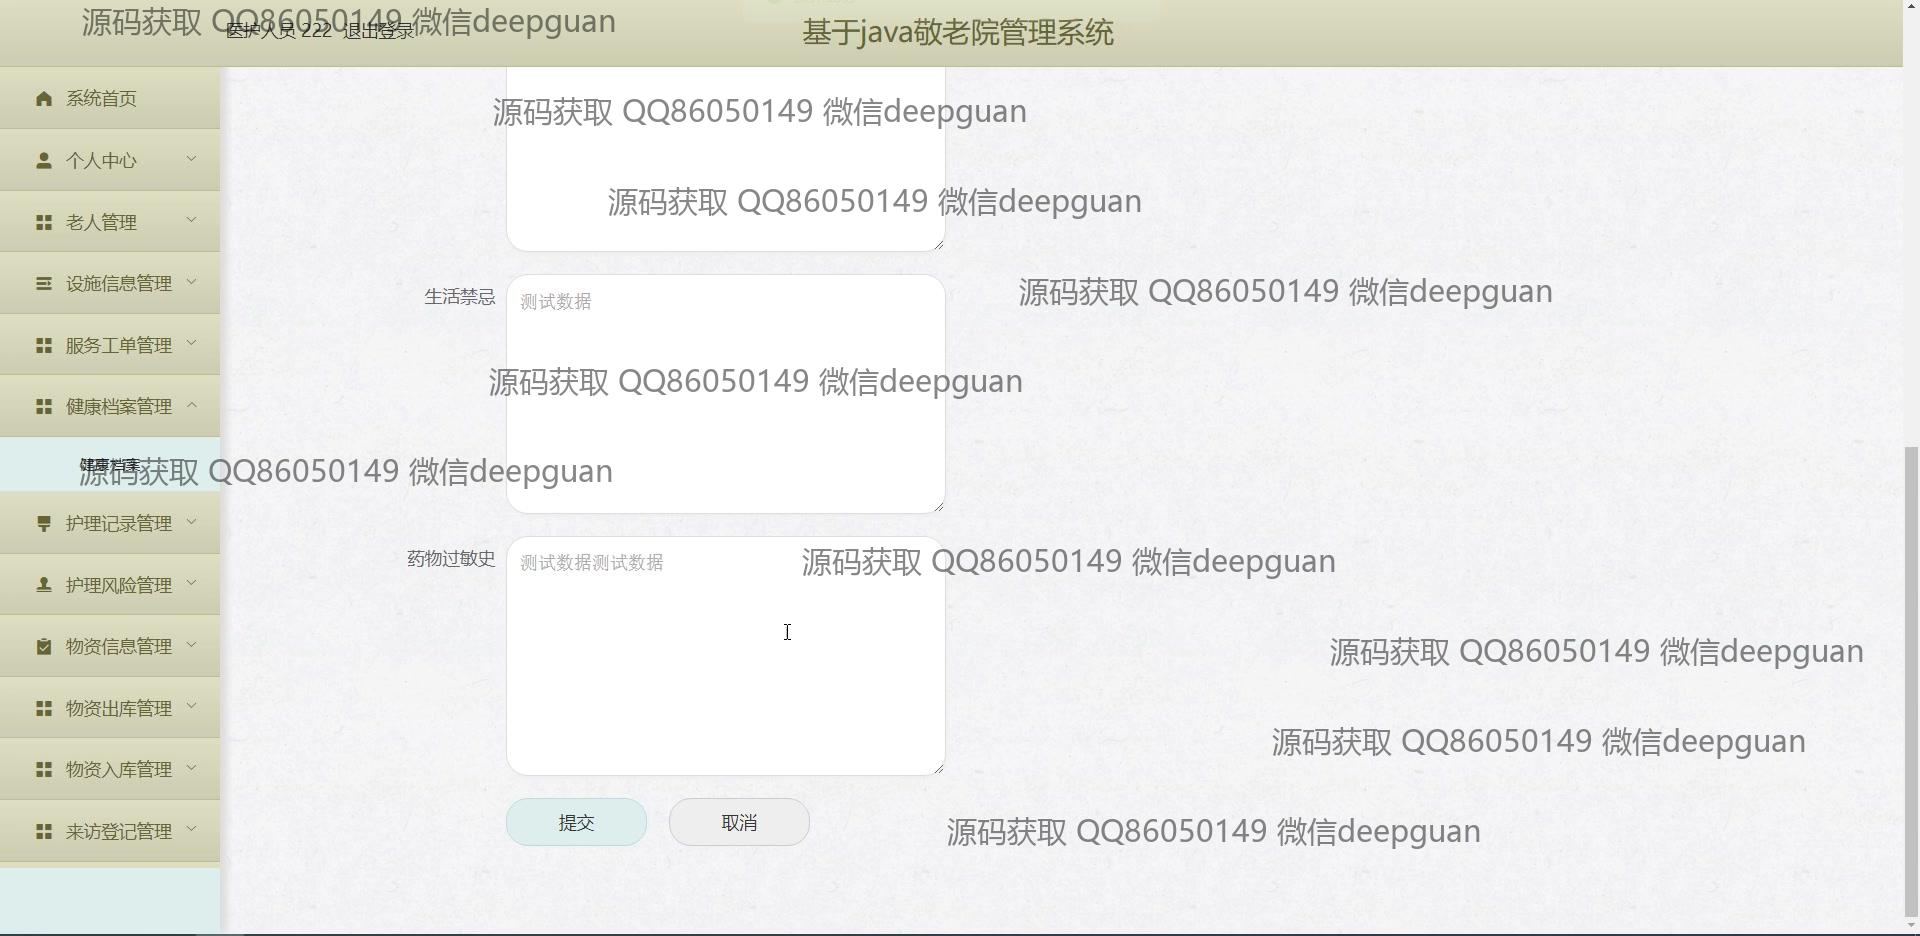 源码获取 QQ86050149 微信deepguan
医护人员 222 退出登录
基于java敬老院管理系统
系统首页
源码获取 QQ86050149 微信deepguan
个人中心
源码获取 QQ86050149 微信deepguan
老人管理
设施信息管理
生活禁忌
测试数据
源码获取 QQ86050149 微信deepguan
服务工单管理
源码获取 QQ86050149 微信deepguan
健康档案管理
健康档案
源码获取 QQ86050149 微信deepguan
护理记录管理
药物过敏史
测试数据测试数据
源码获取 QQ86050149 微信deepguan
护理风险管理
物资信息管理
源码获取 QQ86050149 微信deepguan
物资出库管理
源码获取 QQ86050149 微信deepguan
物资入库管理
提交
取消
来访登记管理
源码获取 QQ86050149 微信deepguan